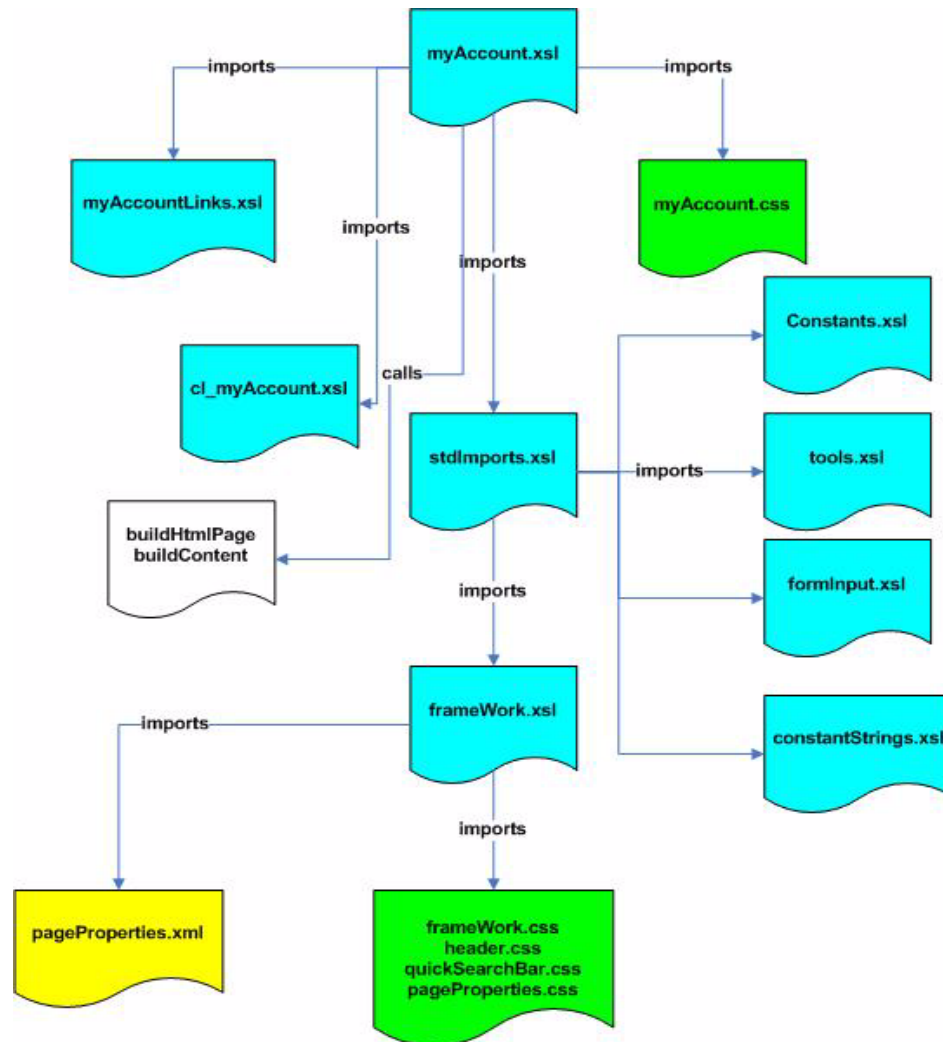 myAccount.xsl
imports
imports
myAccountLinks.xsl
myAccount.css
imports
imports
Constants.xsl
cl_myAccount.xsl
calls
stdImports.xsl
imports
tools.xsl
buildHtmlPage
buildContent
imports
formInput.xsl
frameWork.xsl
imports
constantStrings.xsl
imports
pageProperties.xml
frameWork.css
header.css
quickSearchBar.css
pageProperties.css